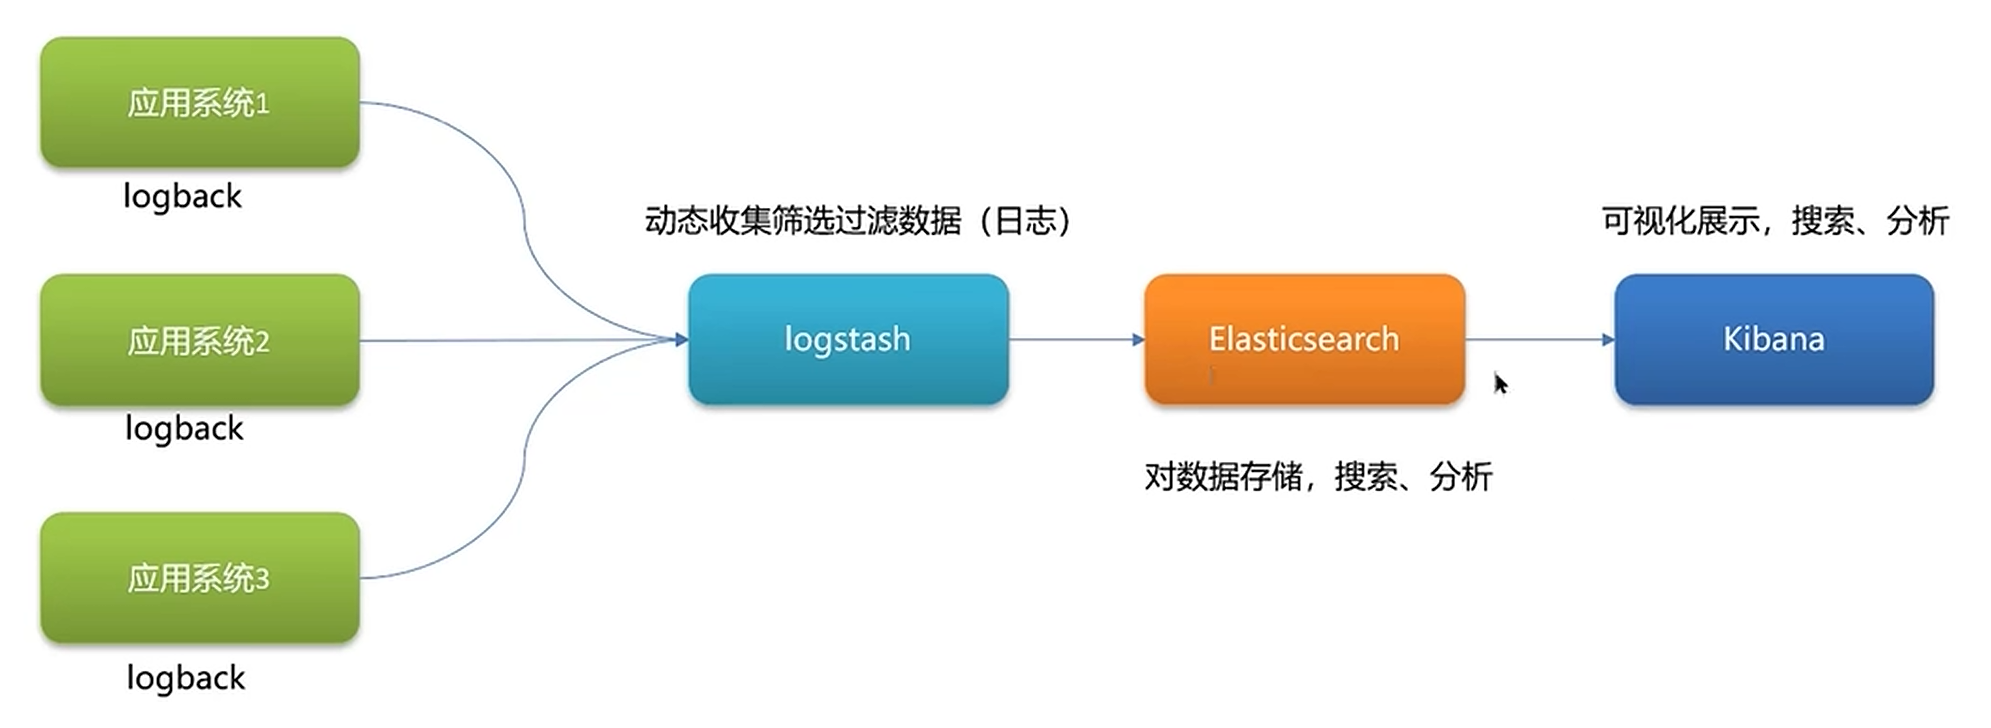 应用系统1
logback
应用系统2
logback
应用系统3
logback
动态收集筛选过滤数据（日志）
logstash
Elasticsearch
对数据存储，搜索、分析
可视化展示，搜索、分析
Kibana